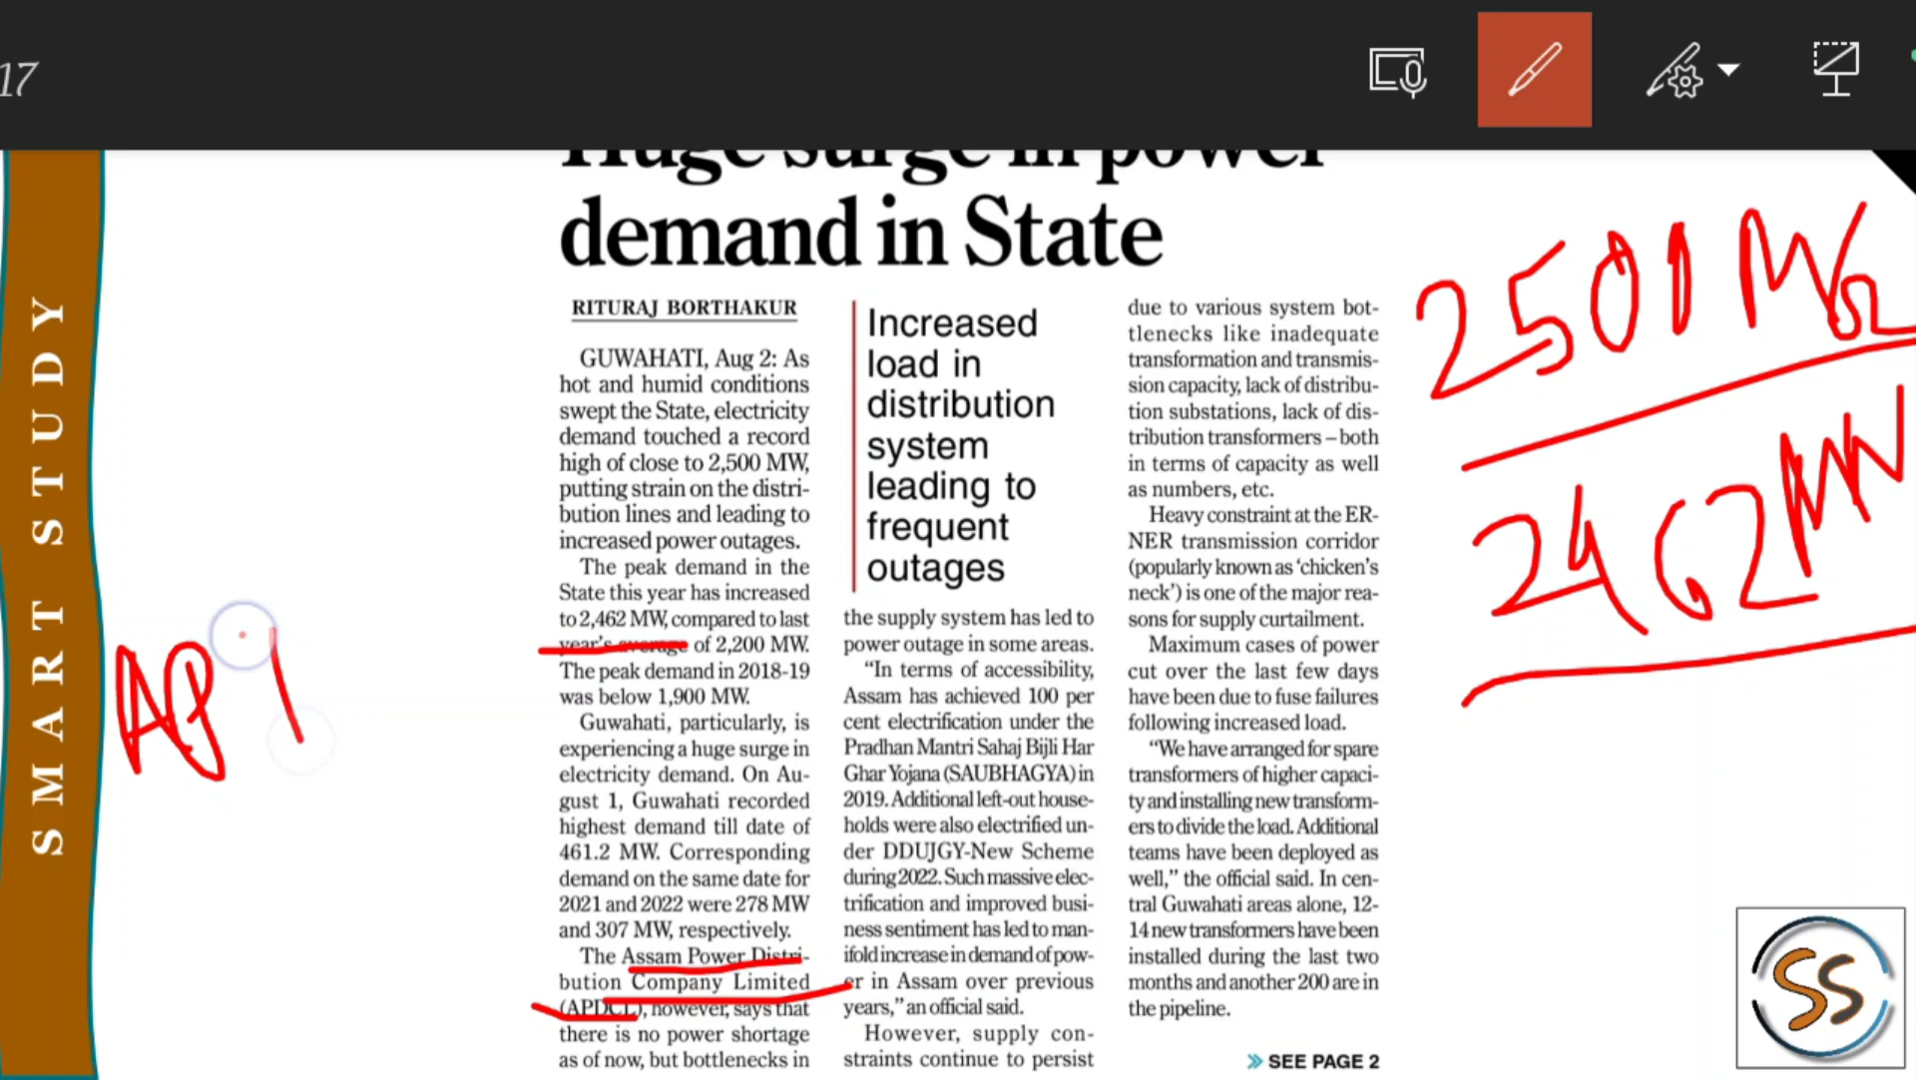 17
SMART STUDY
Huge surge in power
demand in State
RITURAJ BORTHAKUR
GUWAHATI, Aug 2: As
hot and humid conditions
swept the State, electricity
demand touched a record
high of close to 2,500 MW,
putting strain on the distri-
bution lines and leading to
increased power outages.
The peak demand in the
State this year has increased
to 2,462 MW, compared to last
year's average of 2,200 MW.
The peak demand in 2018-19
was below 1,900 MW.
Guwahati, particularly, is
experiencing a huge surge in
electricity demand. On Au-
gust 1, Guwahati recorded
highest demand till date of
461.2 MW. Corresponding
demand on the same date for
2021 and 2022 were 278 MW
and 307 MW, respectively.
The Assam Power Distri-
bution Company Limited
(APDCL), however, says that
there is no power shortage
as of now, but bottlenecks in
Increased
load in
distribution
system
leading to
frequent
outages
the supply system has led to
power outage in some areas.
"In terms of accessibility,
Assam has achieved 100 per
cent electrification under the
Pradhan Mantri Sahaj Bijli Har
Ghar Yojana (SAUBHAGYA) in
2019. Additional left-out house-
holds were also electrified un-
der DDUJGY-New Scheme
during 2022. Such massive elec-
trification and improved busi-
ness sentiment has led to man-
ifold increase in demand of pow-
er in Assam over previous
years," an official said.
However, supply con-
straints continue to persist
due to various system bot-
tlenecks like inadequate
transformation and transmis-
sion capacity, lack of distribu-
tion substations, lack of dis-
tribution transformers – both
in terms of capacity as well
as numbers, etc.
Heavy constraint at the ER-
NER transmission corridor
(popularly known as 'chicken's
neck') is one of the major rea-
sons for supply curtailment.
Maximum cases of power
cut over the last few days
have been due to fuse failures
following increased load.
"We have arranged for spare
transformers of higher capaci-
ty and installing new transform-
ers to divide the load. Additional
teams have been deployed as
well," the official said. In cen-
tral Guwahati areas alone, 12-
14 new transformers have been
installed during the last two
months and another 200 are in
the pipeline.
SEE PAGE 2
2500
2462 MW
AP
SS